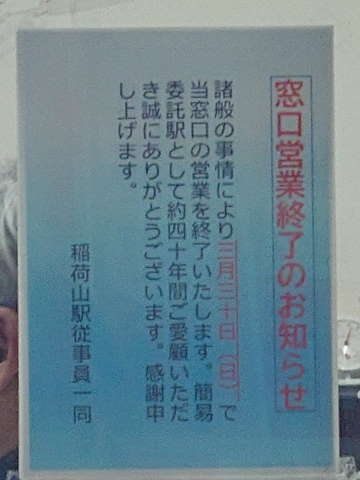 窓口営業終了のお知らせ
諸般の事情により三月三十日（日）で
当窓口の営業を終了いたします。簡易
委託駅として約四十年間ご愛顧いただ
き誠にありがとうございます。感謝申
し上げます。
稲荷山駅従事員一同